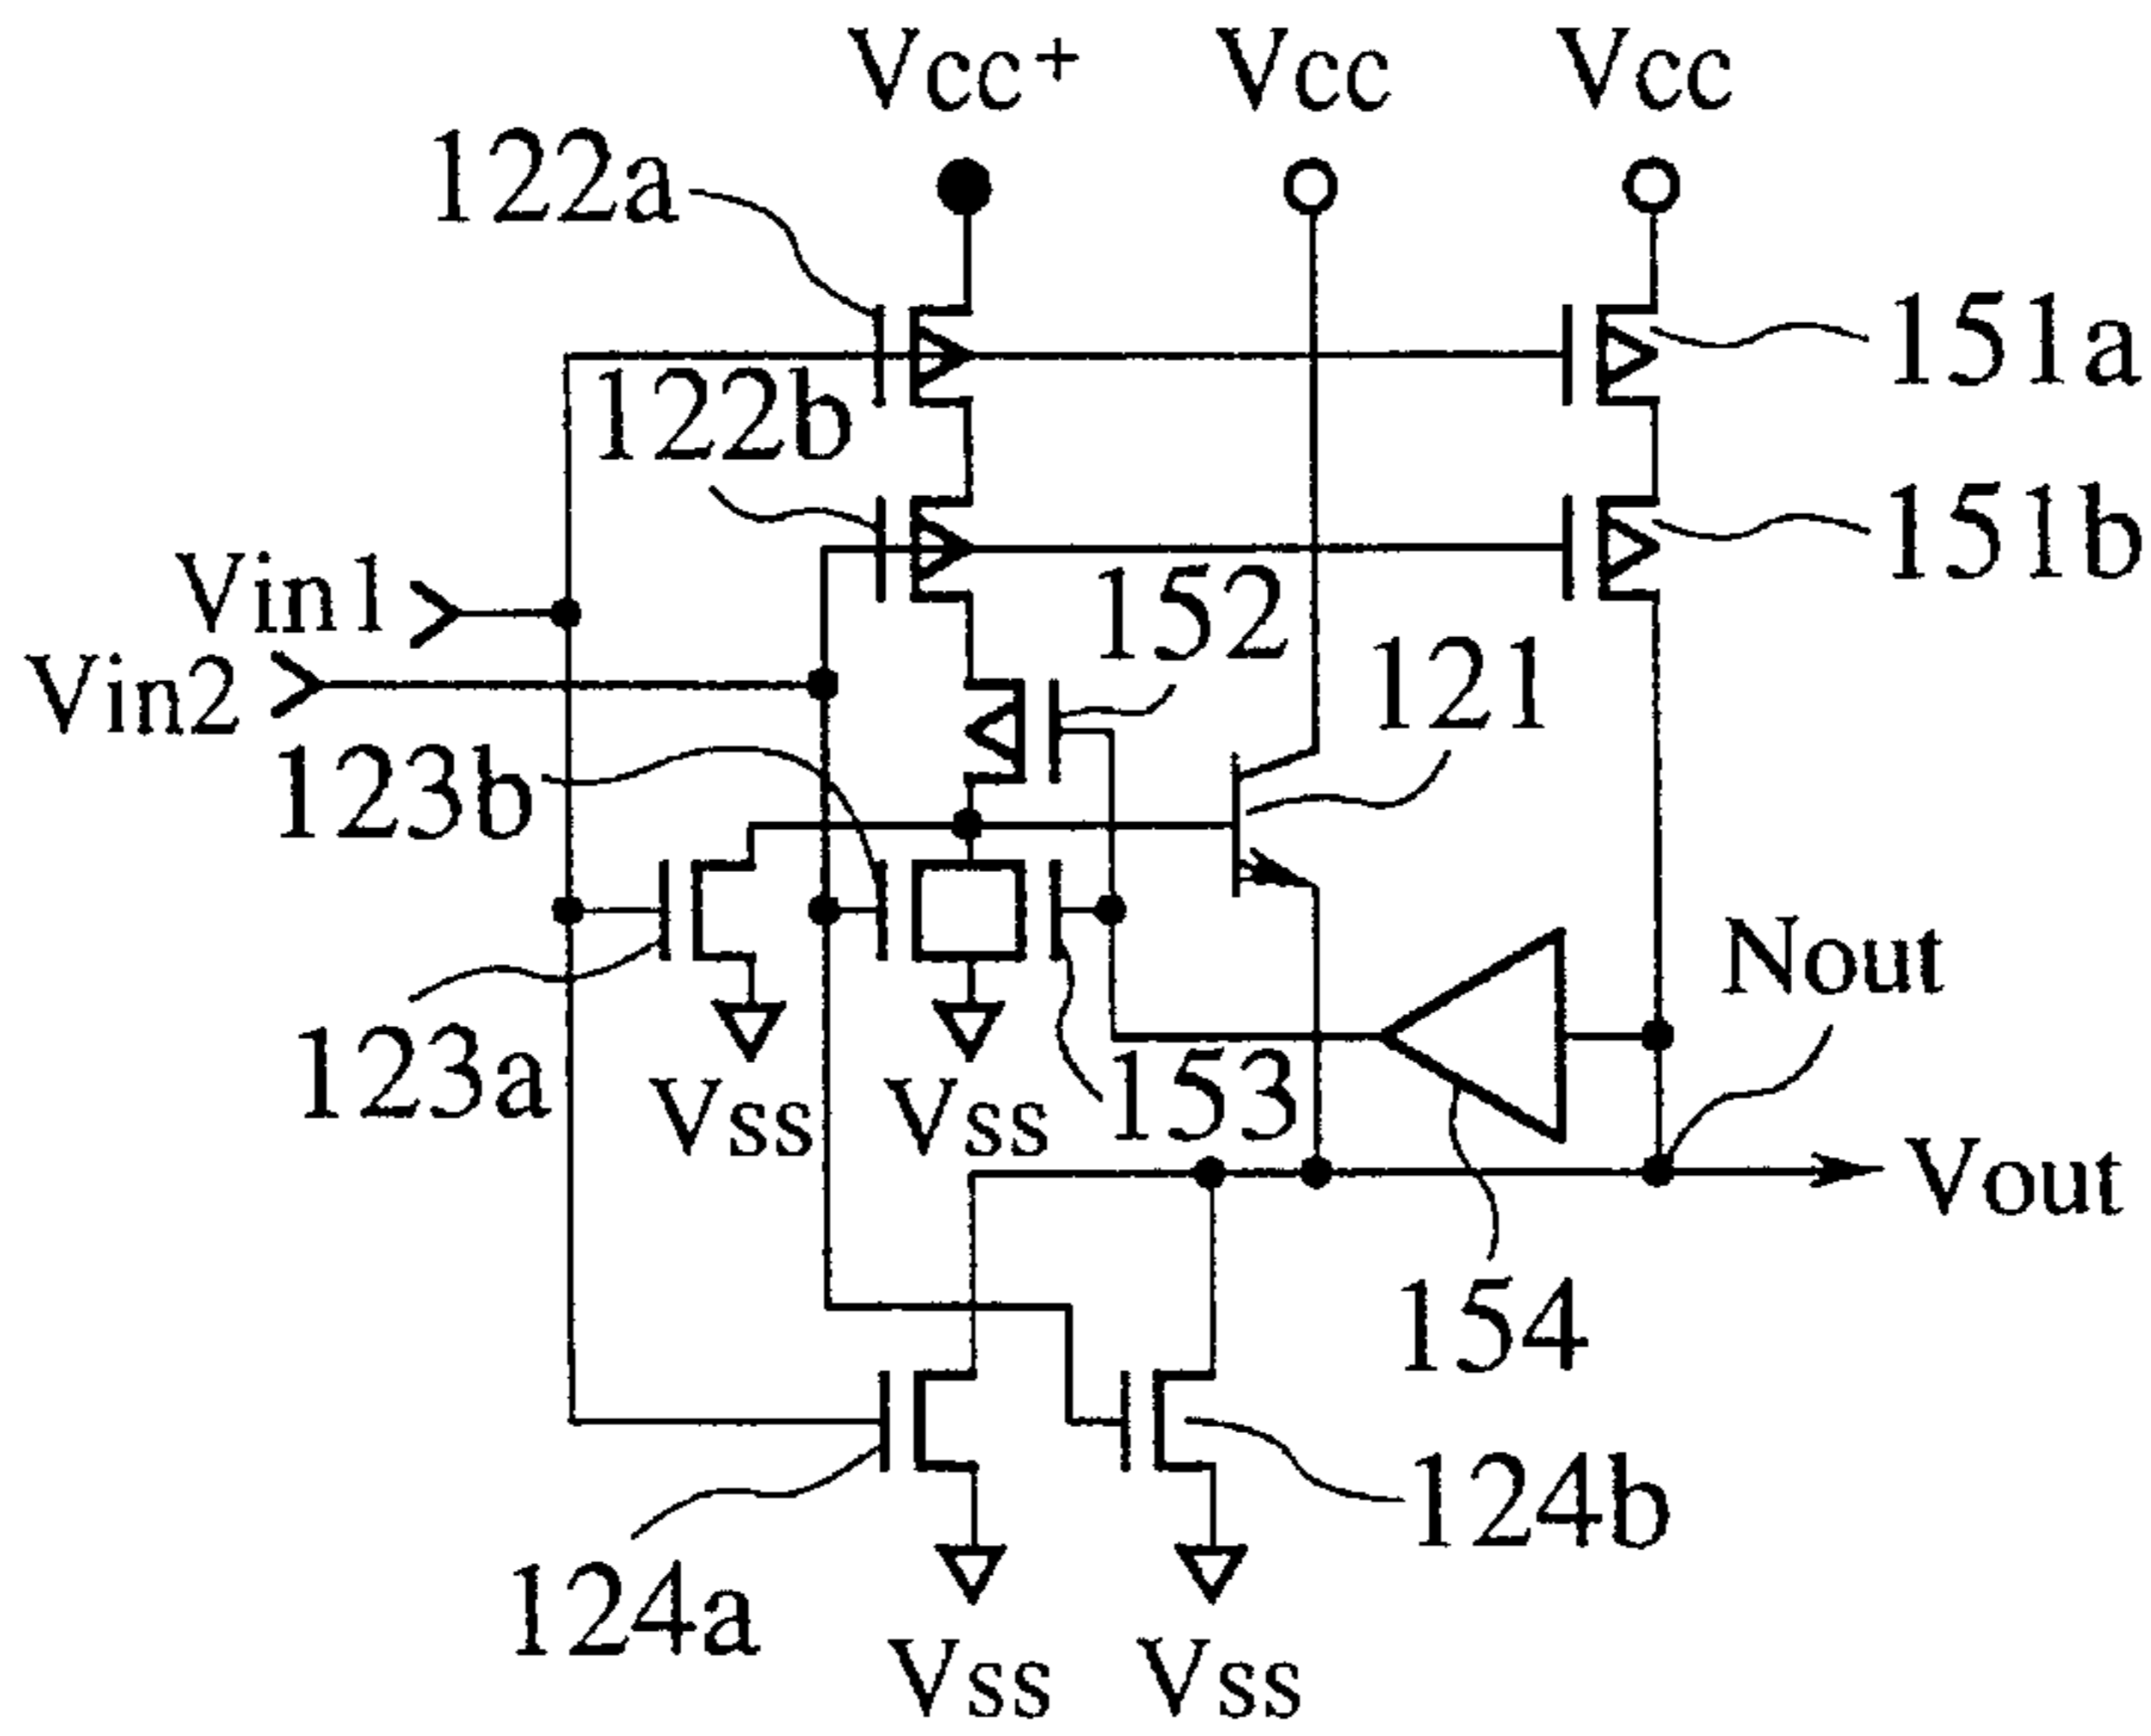 Vcc+ Vcc Vcc
122a
151a
122b
151b
Vin1
152
121
Vin2
123b
Nout
123a
153
Vss Vss
Vout
154
124b
124a
Vss Vss